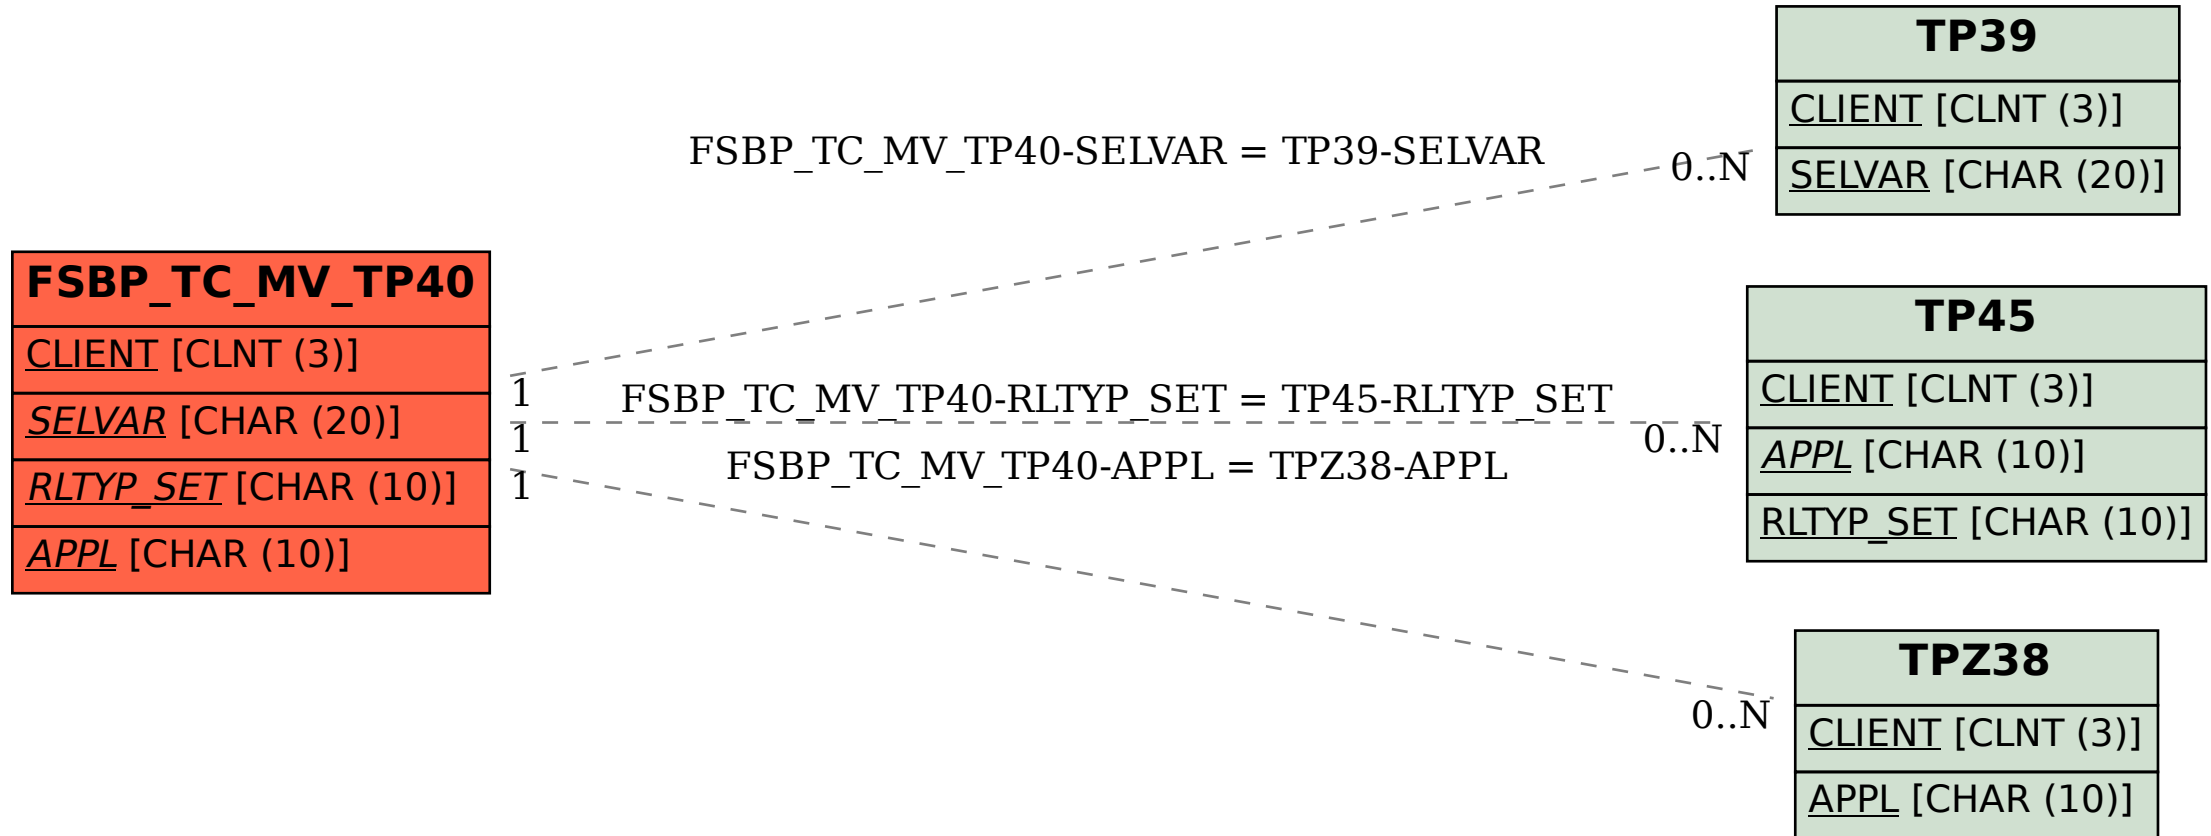 FSBP_TC_MV_TP40
CLIENT [CLNT (3)]
SELVAR [CHAR (20)]
RLTYP_SET [CHAR (10)]
APPL [CHAR (10)]
FSBP_TC_MV_TP40-SELVAR = TP39-SELVAR
0..N
1
FSBP_TC_MV_TP40-RLTYP_SET = TP45-RLTYP_SET
0..N
1
FSBP_TC_MV_TP40-APPL = TPZ38-APPL
0..N
1
TP39
CLIENT [CLNT (3)]
SELVAR [CHAR (20)]
TP45
CLIENT [CLNT (3)]
APPL [CHAR (10)]
RLTYP_SET [CHAR (10)]
TPZ38
CLIENT [CLNT (3)]
APPL [CHAR (10)]